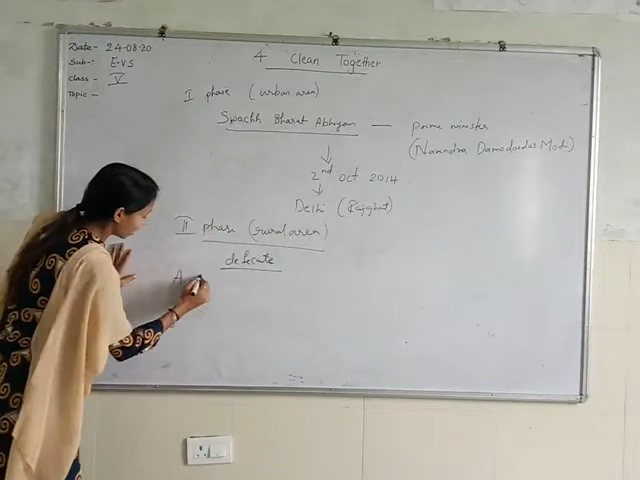 Date- 24-08-20
Sub-: E.V.S
class - V
Topic -
4 Clean Together
I phase (urban area)
Swachh Bharat Abhiyan — prime minister
(Narendra Damodardas Modi)
2nd Oct 2014
Delhi (Rajghat)
II phase (rural area)
defecate
A